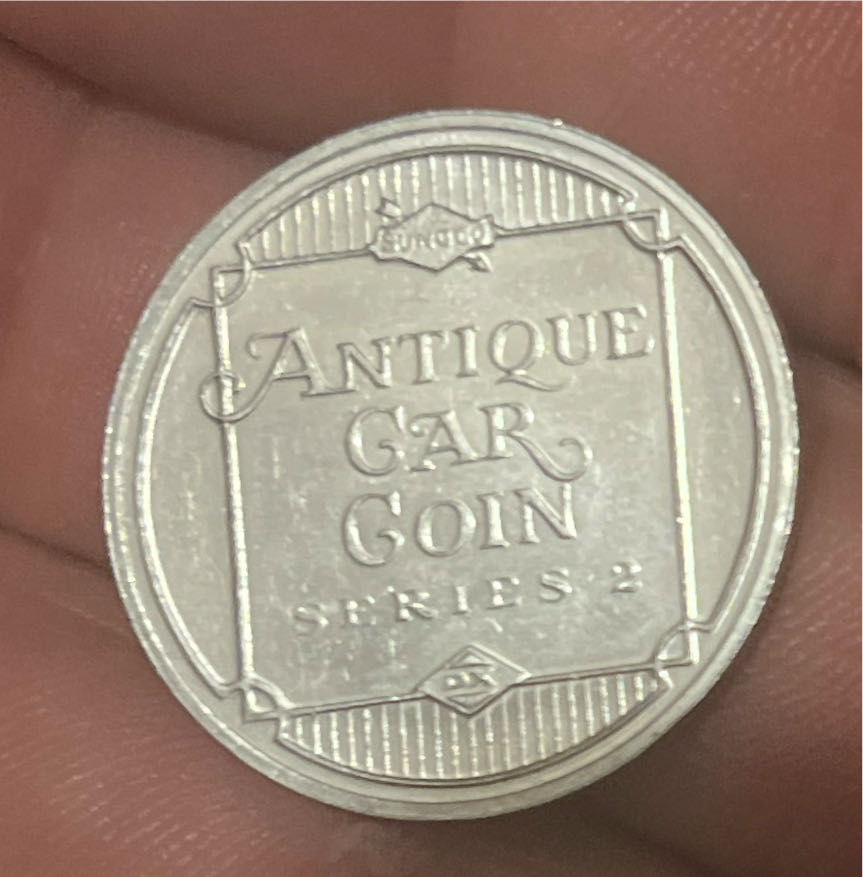 SUNOCO
ANTIQUE
CAR
COIN
SERIES 2
DX